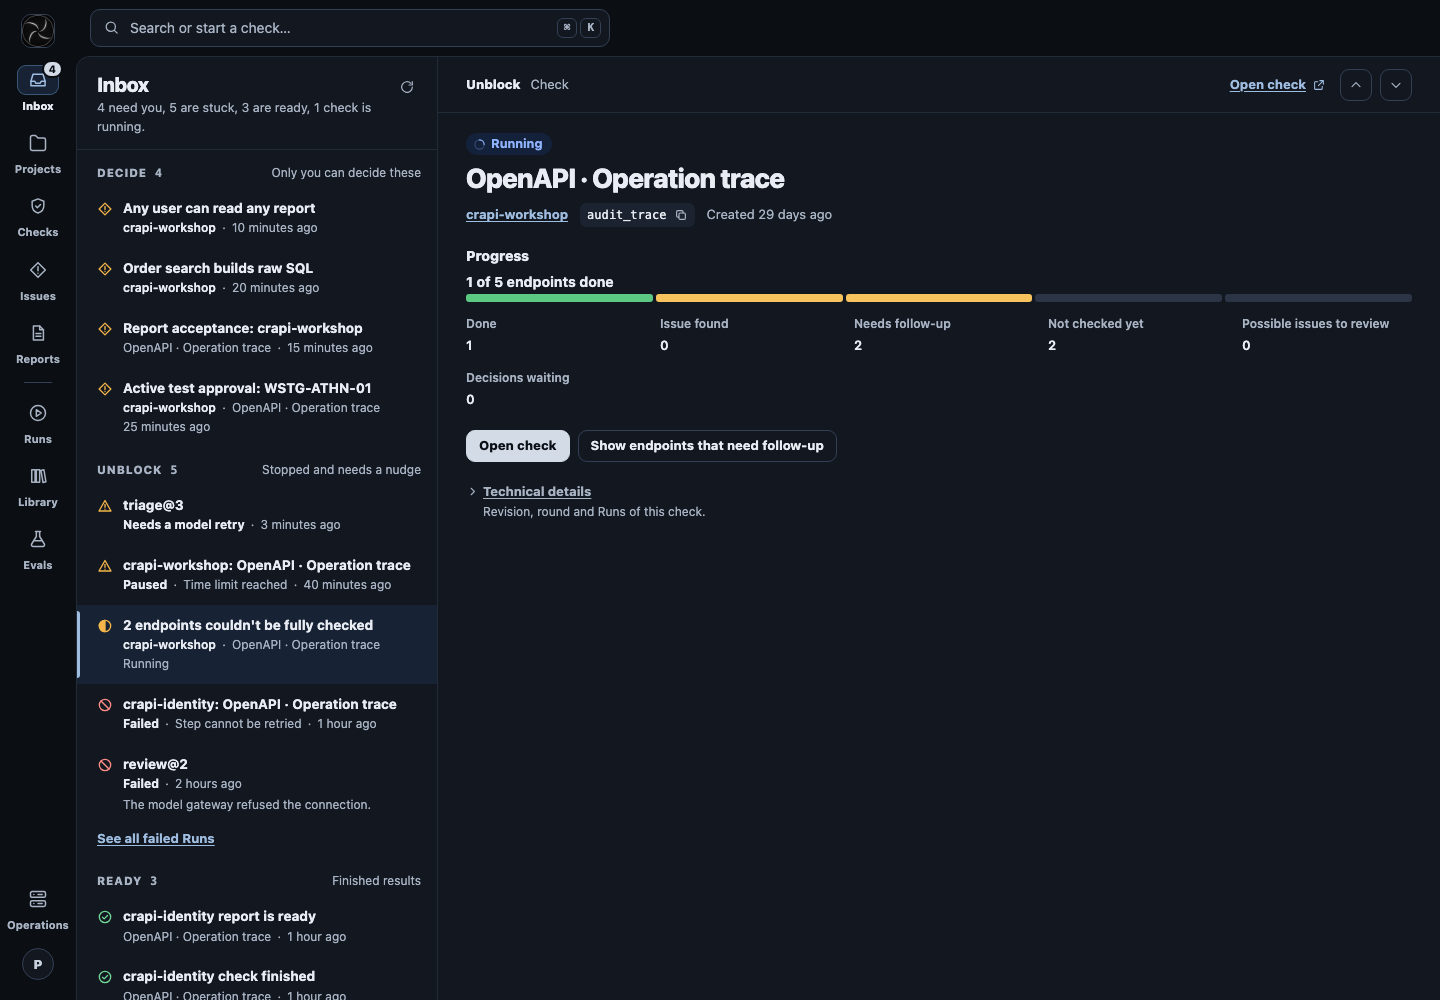 Search or start a check...
⌘ K
4
Inbox
Projects
Checks
Issues
Reports
Runs
Library
Evals
Operations
P
Inbox
4 need you, 5 are stuck, 3 are ready, 1 check is
running.
DECIDE 4
Only you can decide these
Any user can read any report
crapi-workshop · 10 minutes ago
Order search builds raw SQL
crapi-workshop · 20 minutes ago
Report acceptance: crapi-workshop
OpenAPI · Operation trace · 15 minutes ago
Active test approval: WSTG-ATHN-01
crapi-workshop · OpenAPI · Operation trace
25 minutes ago
UNBLOCK 5
Stopped and needs a nudge
triage@3
Needs a model retry · 3 minutes ago
crapi-workshop: OpenAPI · Operation trace
Paused · Time limit reached · 40 minutes ago
2 endpoints couldn't be fully checked
crapi-workshop · OpenAPI · Operation trace
Running
crapi-identity: OpenAPI · Operation trace
Failed · Step cannot be retried · 1 hour ago
review@2
Failed · 2 hours ago
The model gateway refused the connection.
See all failed Runs
READY 3
Finished results
crapi-identity report is ready
OpenAPI · Operation trace · 1 hour ago
crapi-identity check finished
OpenAPI · Operation trace · 1 hour ago
Unblock Check
Open check
Running
OpenAPI · Operation trace
crapi-workshop audit_trace Created 29 days ago
Progress
1 of 5 endpoints done
Done
1
Issue found
0
Needs follow-up
2
Not checked yet
2
Possible issues to review
0
Decisions waiting
0
Open check
Show endpoints that need follow-up
Technical details
Revision, round and Runs of this check.